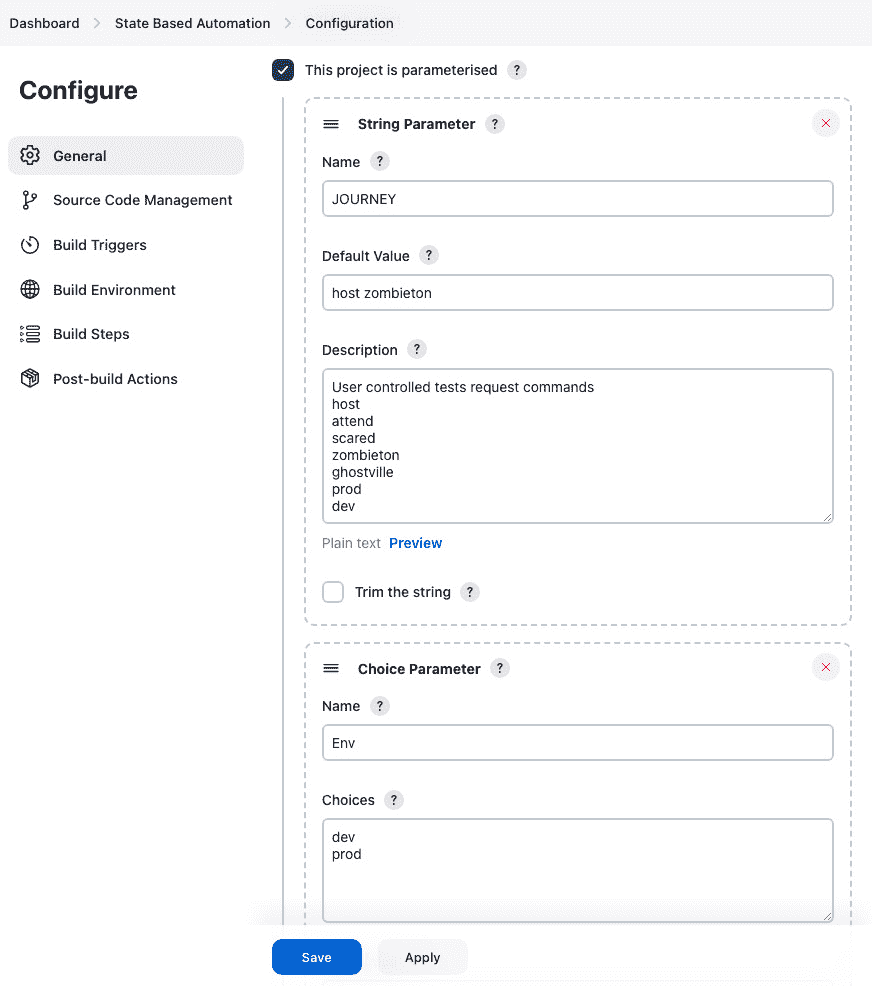 Dashboard > State Based Automation > Configuration
Configure
General
Source Code Management
Build Triggers
Build Environment
Build Steps
Post-build Actions
This project is parameterised ?
String Parameter ?
Name ?
JOURNEY
Default Value ?
host zombieton
Description ?
User controlled tests request commands
host
attend
scared
zombieton
ghostville
prod
dev
Plain text Preview
Trim the string ?
Choice Parameter ?
Name ?
Env
Choices ?
dev
prod
Save Apply